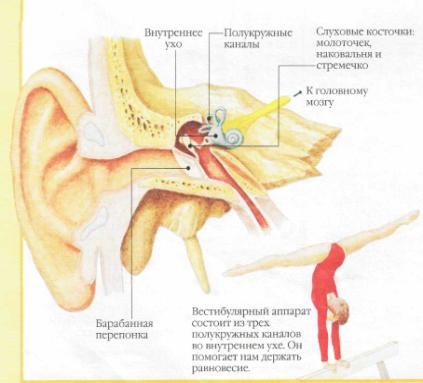 Внутреннее
ухо
Полукружные
каналы
Слуховые косточки:
молоточек,
наковальня и
стремечко
К головному
мозгу
Барабанная
перепонка
Вестибулярный аппарат
состоит из трех
полукружных каналов
во внутреннем ухе. Он
помогает нам держать
равновесие.